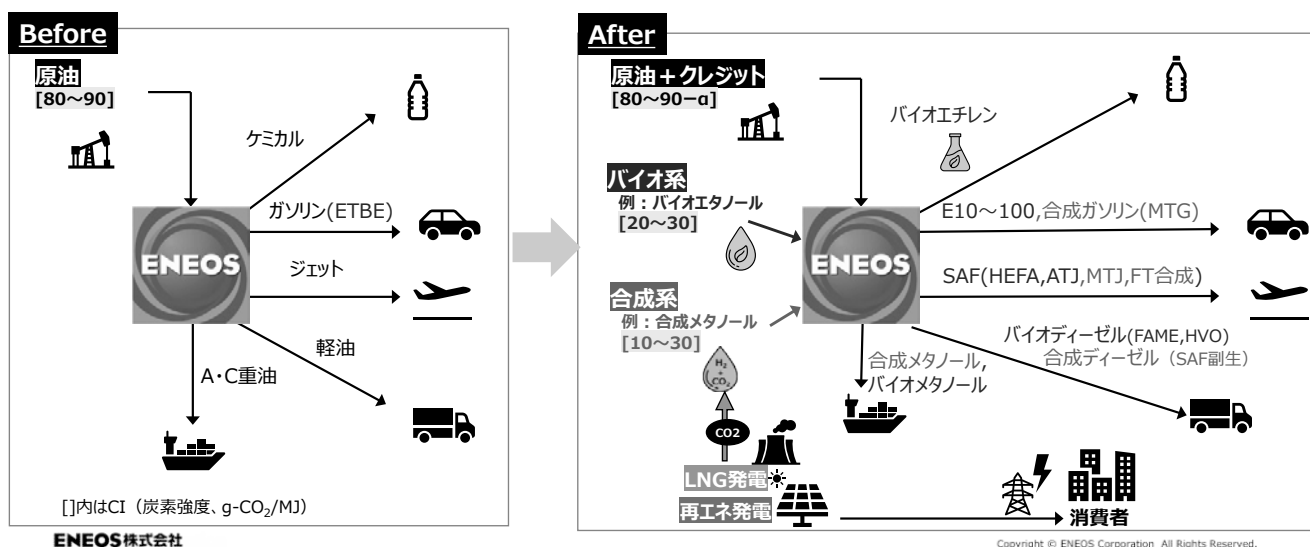 Before
原油
[80～90]
ケミカル
ガソリン(ETBE)
ENEOS
ジェット
軽油
A・C重油
[]内はCI（炭素強度、g-CO₂/MJ）
ENEOS株式会社
After
原油＋クレジット
[80～90－α]
バイオエチレン
バイオ系
例：バイオエタノール
[20～30]
E10～100,合成ガソリン(MTG)
ENEOS
SAF(HEFA,ATJ,MTJ,FT合成)
合成系
例：合成メタノール
[10～30]
バイオディーゼル(FAME,HVO)
合成ディーゼル（SAF副生）
合成メタノール,
バイオメタノール
H₂
+
CO₂
CO2
LNG発電
再エネ発電
消費者
Copyright © ENEOS Corporation All Rights Reserved.